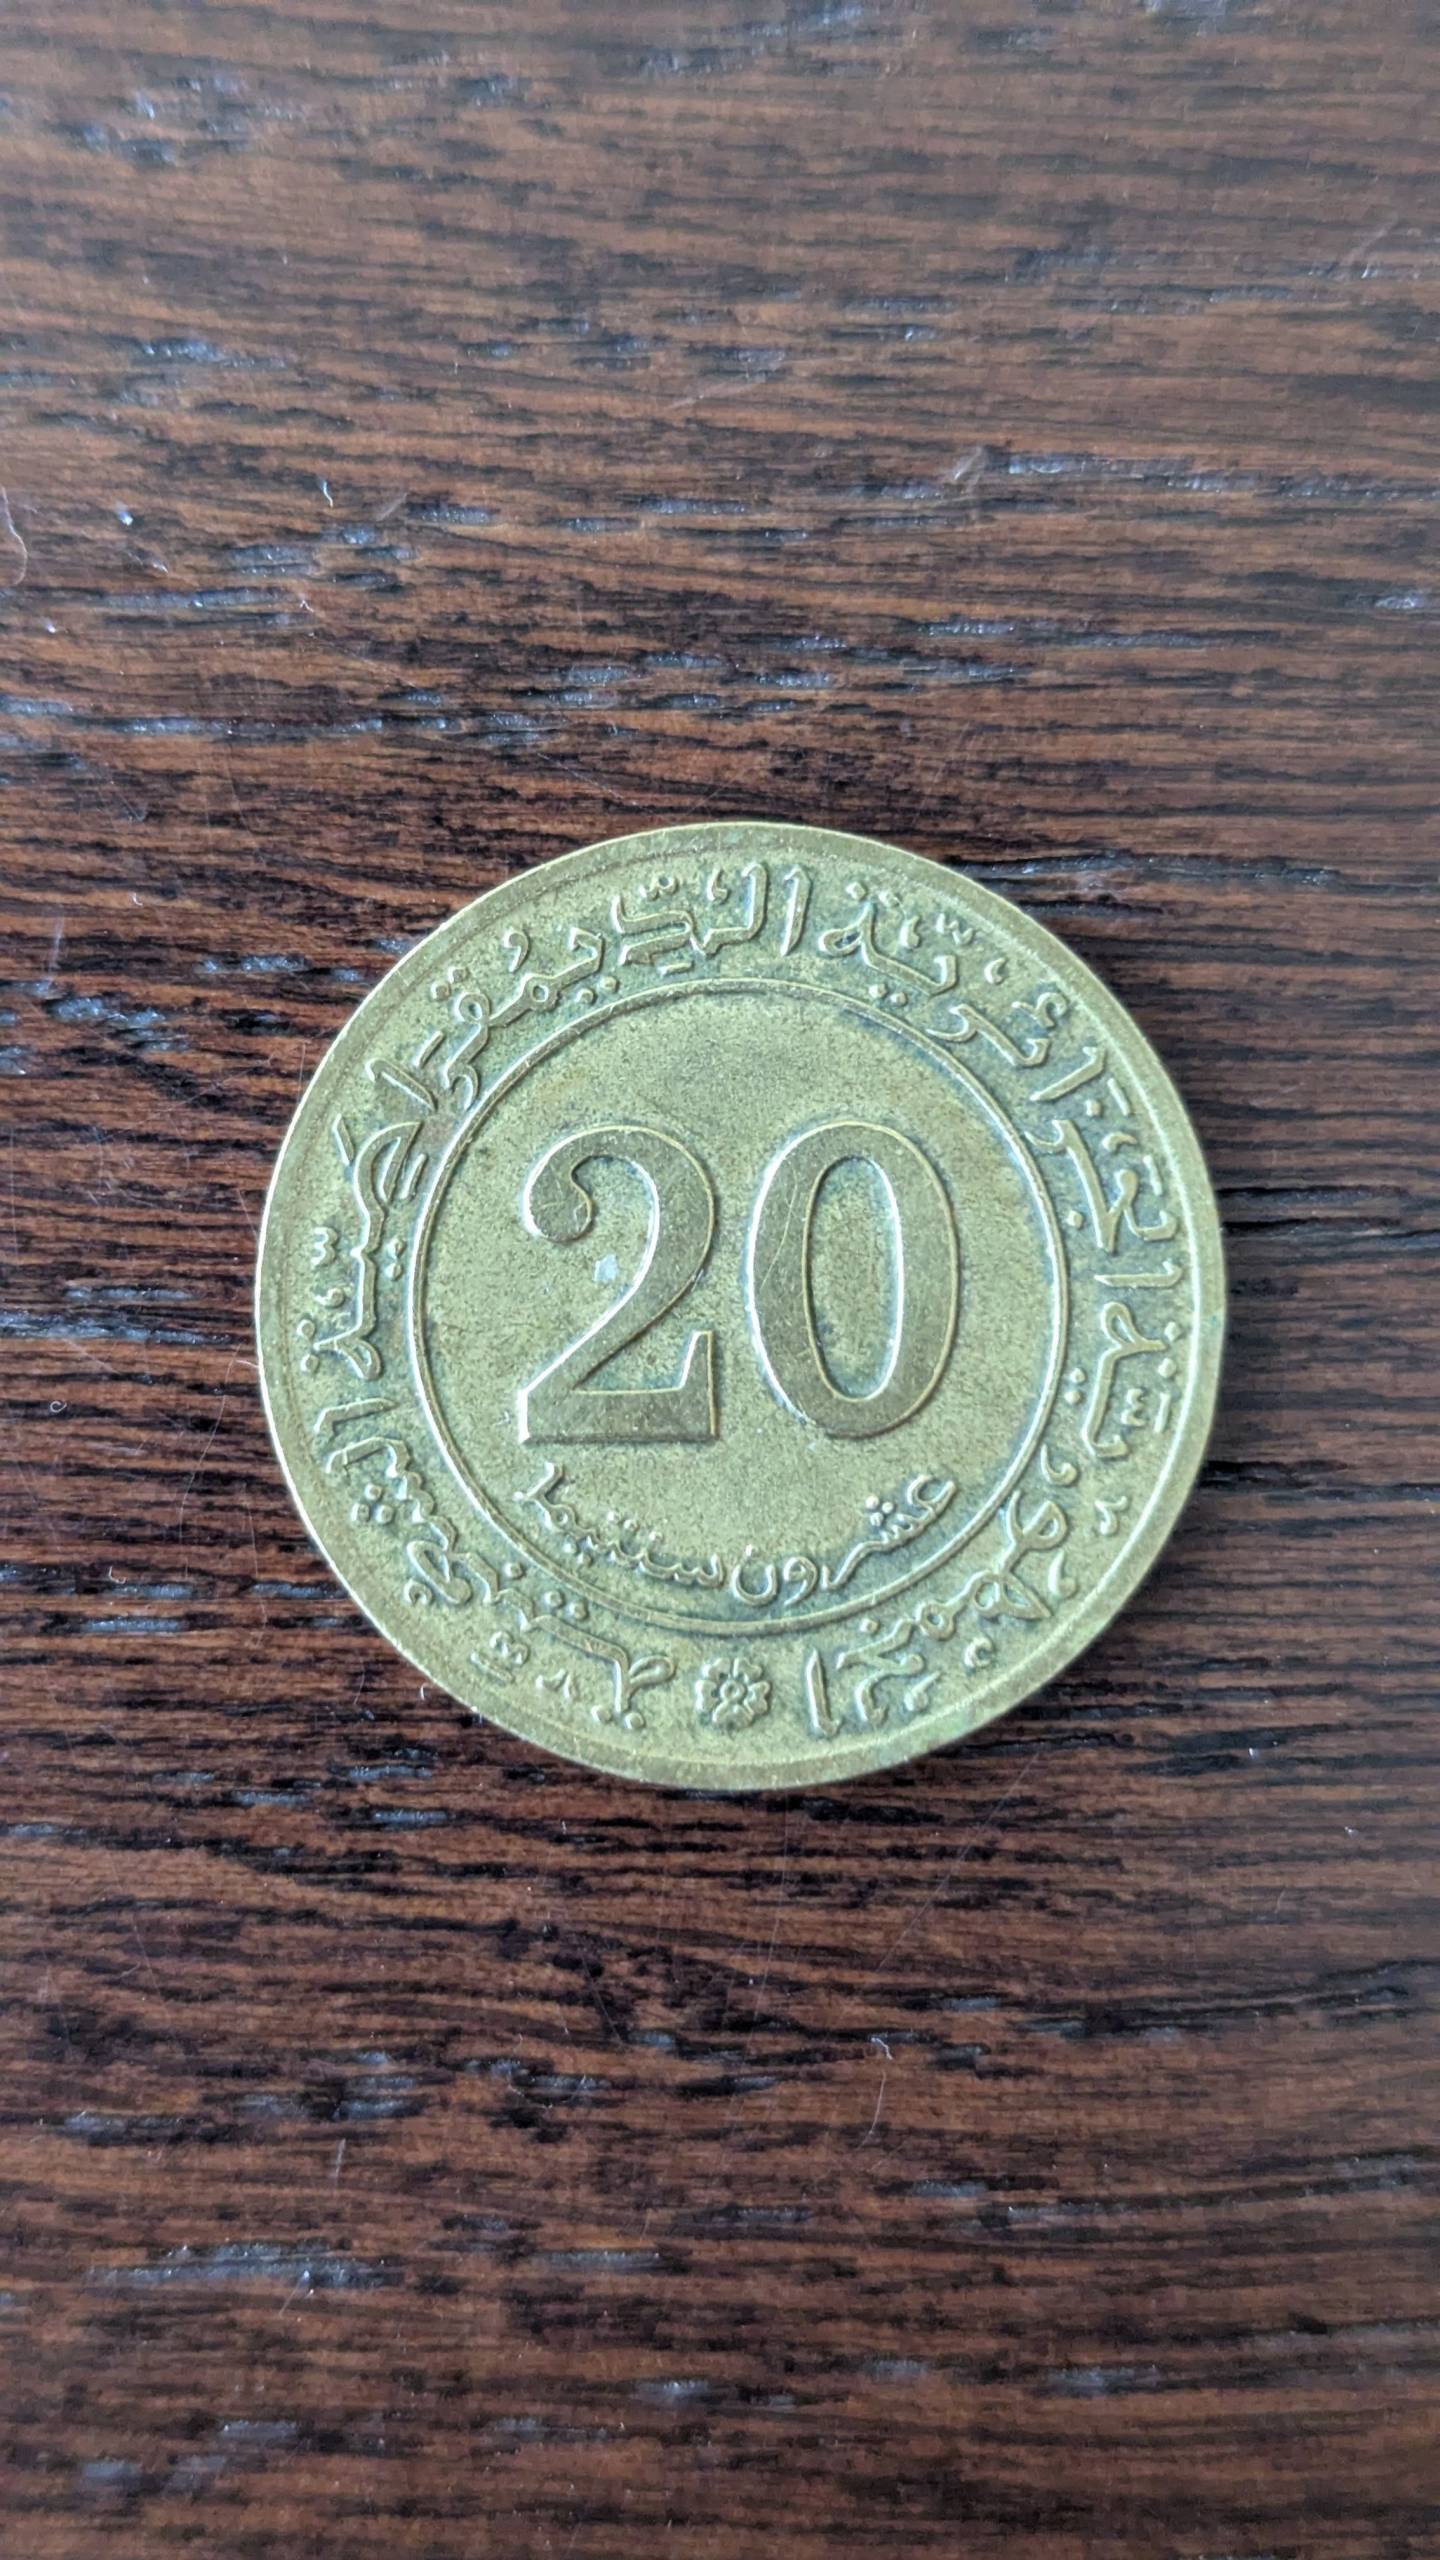 الجمهورية الجزائرية الديمقراطية الشعبية
20
عشرون سنتيما